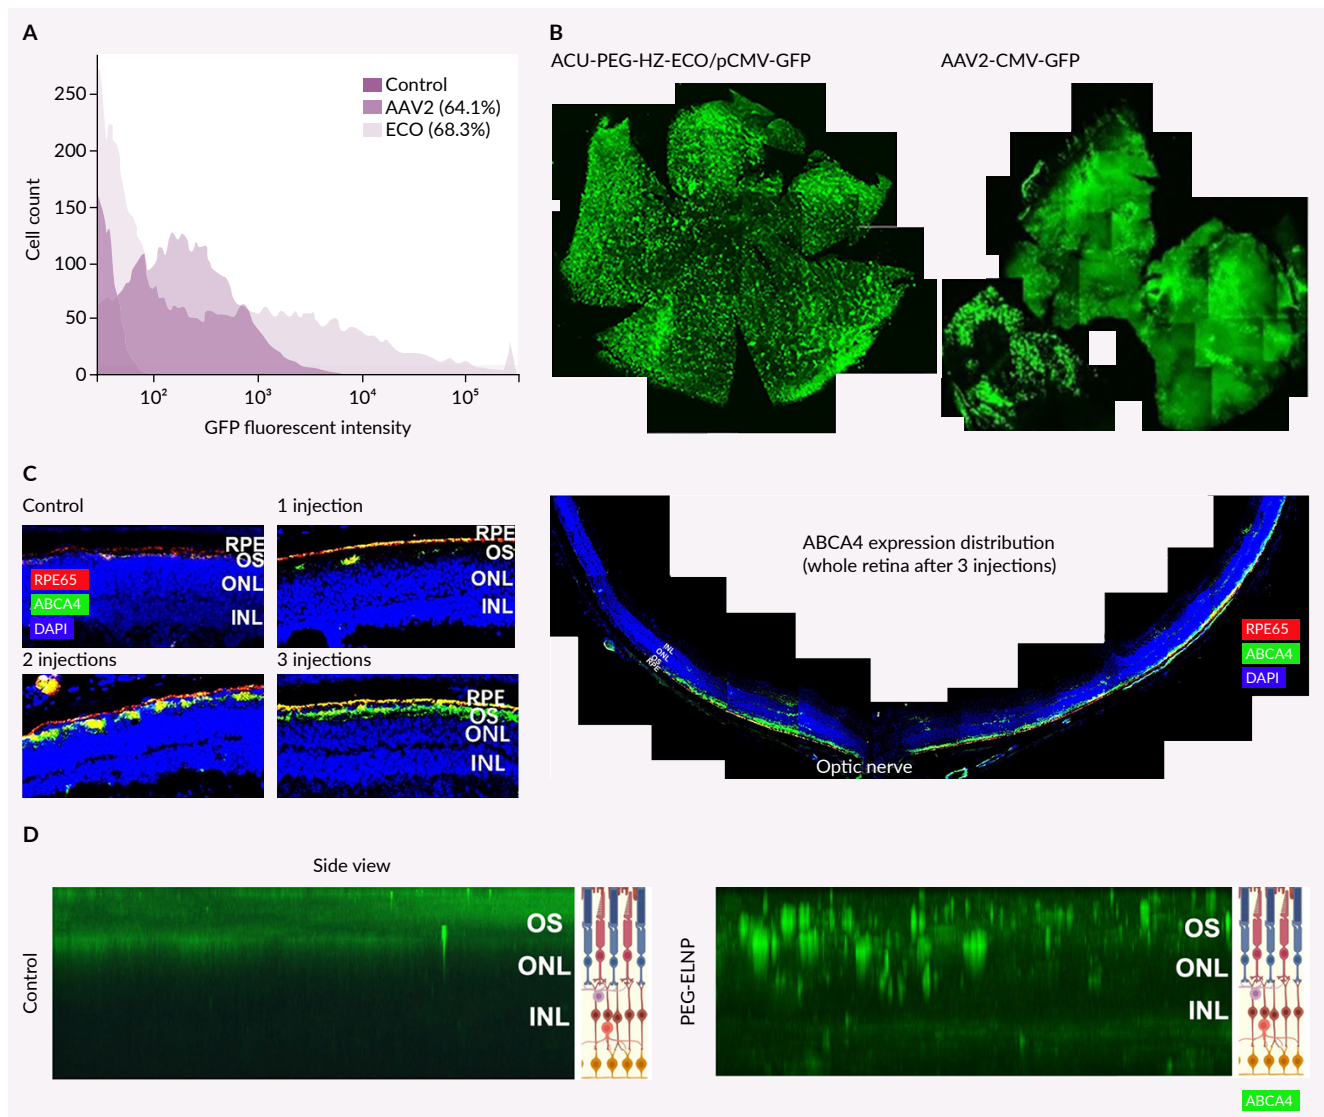 A
250
200
150
100
50
0
Cell count
Control
AAV2 (64.1%)
ECO (68.3%)
10²
10³
10⁴
10⁵
GFP fluorescent intensity
B
ACU-PEG-HZ-ECO/pCMV-GFP
AAV2-CMV-GFP
C
Control
RPE
OS
ONL
INL
RPE65
ABCA4
DAPI
1 injection
RPE
OS
ONL
INL
2 injections
3 injections
RPE
OS
ONL
INL
ABCA4 expression distribution
(whole retina after 3 injections)
INL
ONL
OS
RPE
Optic nerve
RPE65
ABCA4
DAPI
D
Side view
Control
OS
ONL
INL
PEG-ELNP
OS
ONL
INL
ABCA4